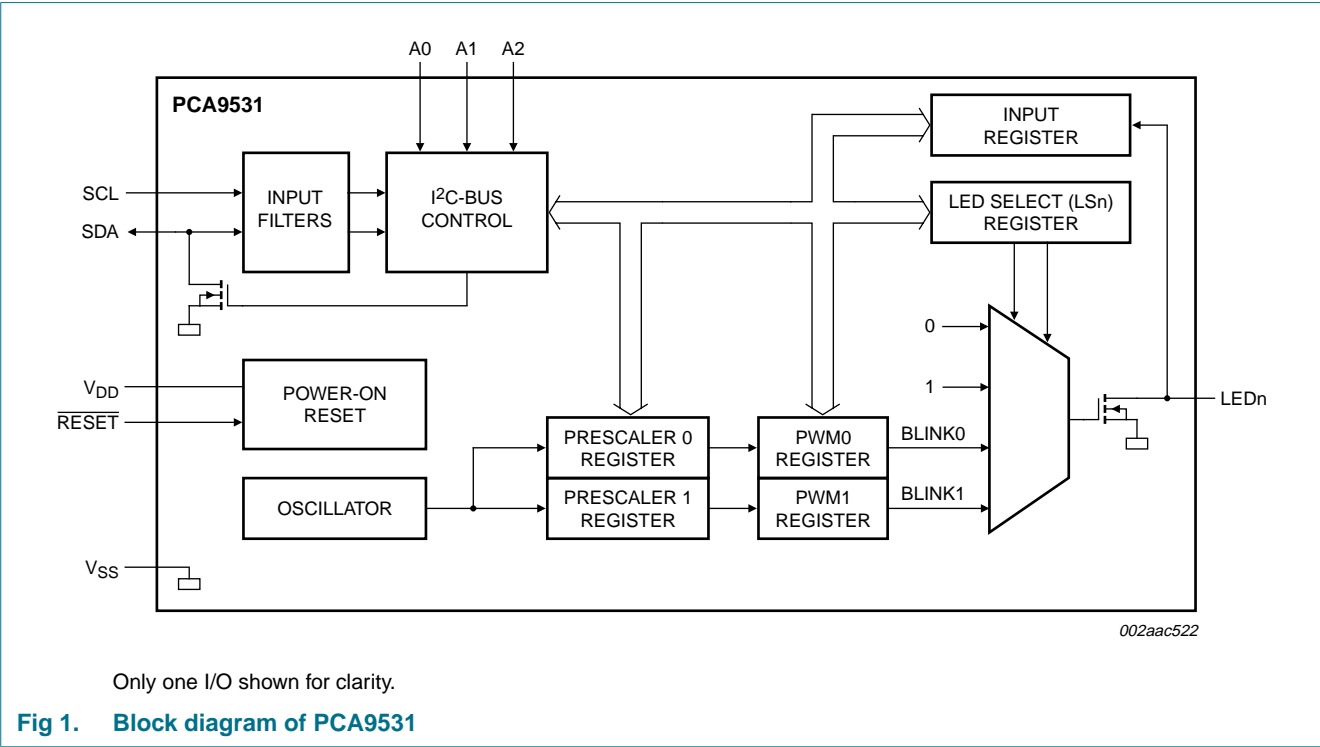 A0 A1 A2
PCA9531
SCL
SDA
INPUT
FILTERS
I2C-BUS
CONTROL
INPUT
REGISTER
LED SELECT (LSn)
REGISTER
0
1
VDD
RESET
POWER-ON
RESET
OSCILLATOR
PRESCALER 0
REGISTER
PRESCALER 1
REGISTER
PWM0
REGISTER
PWM1
REGISTER
BLINK0
BLINK1
LEDn
VSS
002aac522
Only one I/O shown for clarity.
Fig 1. Block diagram of PCA9531